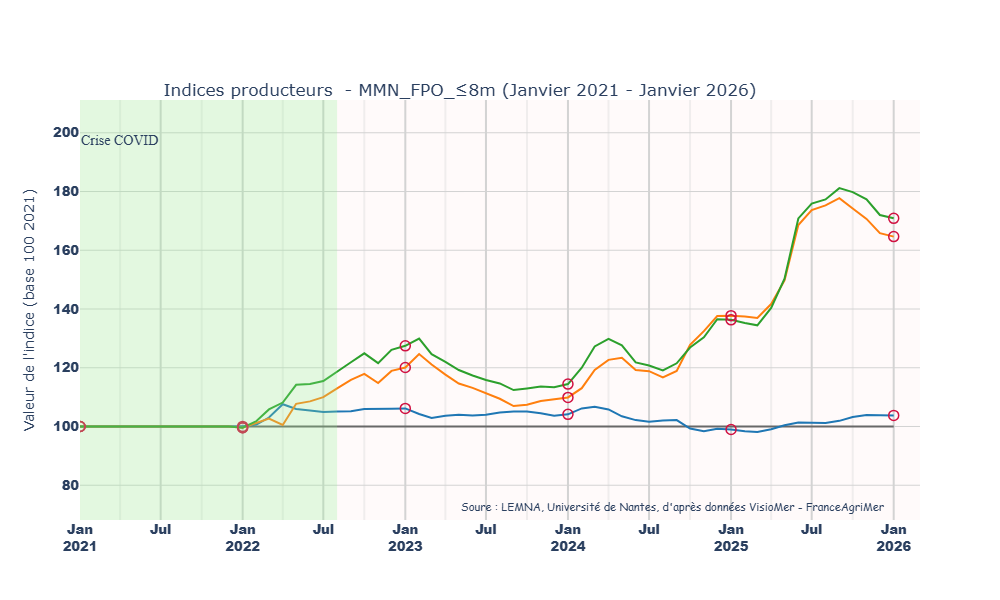 Indices producteurs - MMN_FPO_≤8m (Janvier 2021 - Janvier 2026)
Valeur de l'indice (base 100 2021)
200
180
160
140
120
100
80
Crise COVID
Soure : LEMNA, Université de Nantes, d'après données VisioMer - FranceAgriMer
Jan Jul Jan Jul Jan Jul Jan Jul Jan Jul Jan
2021 2022 2023 2024 2025 2026